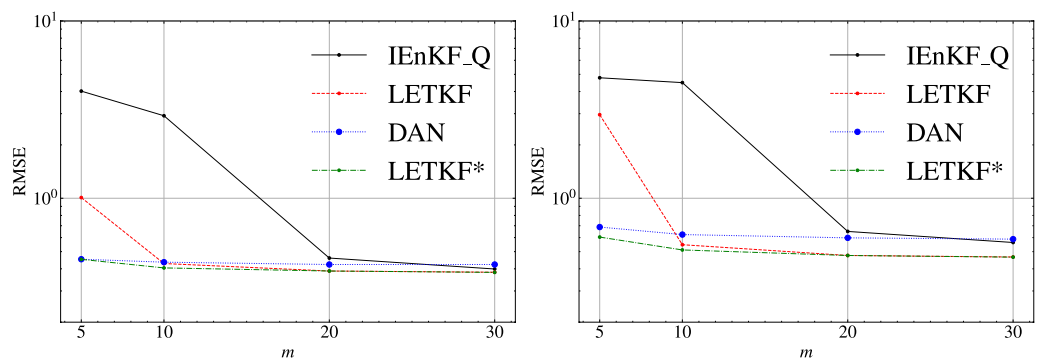 10^1
10^0
RMSE
IEnKF_Q
LETKF
DAN
LETKF*
5 10 20 30
m
10^1
10^0
RMSE
IEnKF_Q
LETKF
DAN
LETKF*
5 10 20 30
m